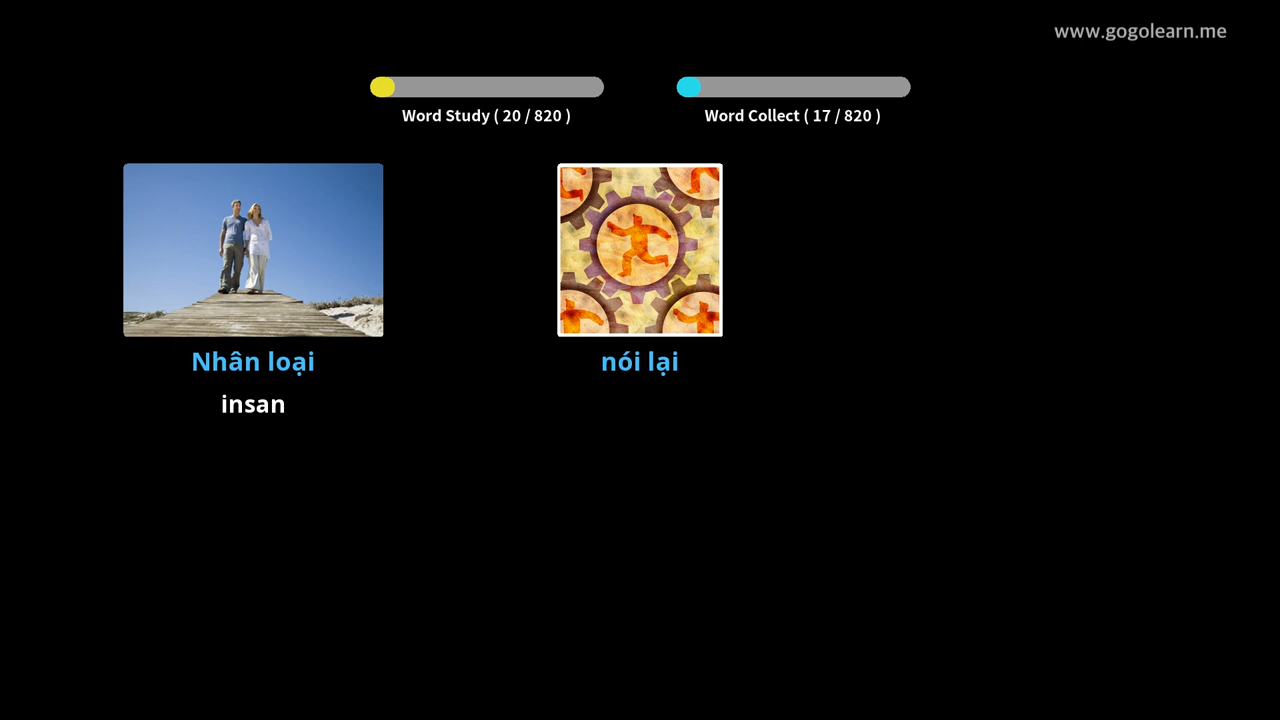 www.gogolearn.me
Word Study ( 20 / 820 )
Word Collect ( 17 / 820 )
Nhân loại
insan
nói lại